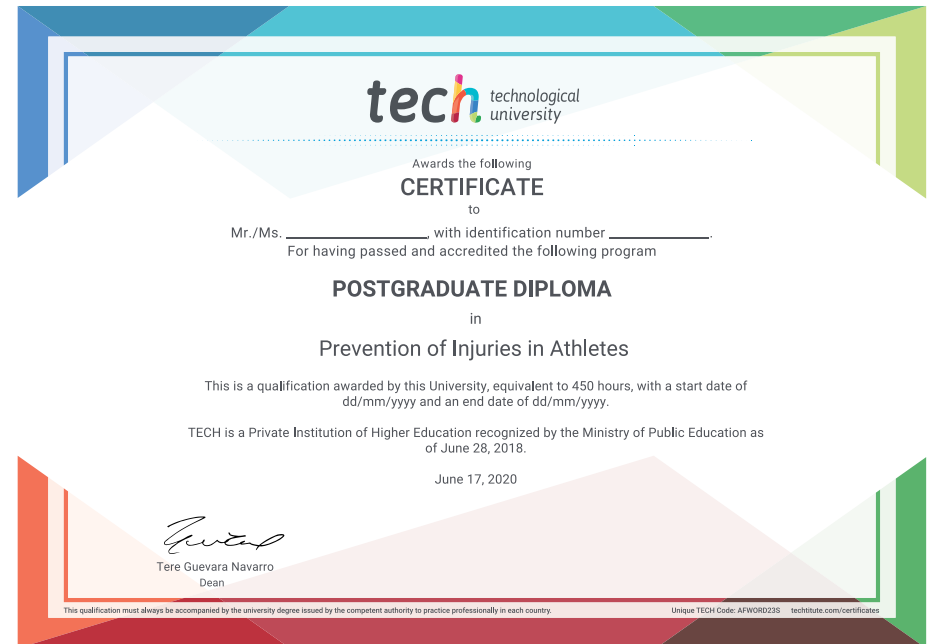 tech technological
university
Awards the following
CERTIFICATE
to
Mr./Ms. ____________________, with identification number ______________.
For having passed and accredited the following program
POSTGRADUATE DIPLOMA
in
Prevention of Injuries in Athletes
This is a qualification awarded by this University, equivalent to 450 hours, with a start date of
dd/mm/yyyy and an end date of dd/mm/yyyy.
TECH is a Private Institution of Higher Education recognized by the Ministry of Public Education as
of June 28, 2018.
June 17, 2020
Tere Guevara Navarro
Dean
This qualification must always be accompanied by the university degree issued by the competent authority to practice professionally in each country. Unique TECH Code: AFWORD23S techtitute.com/certificates